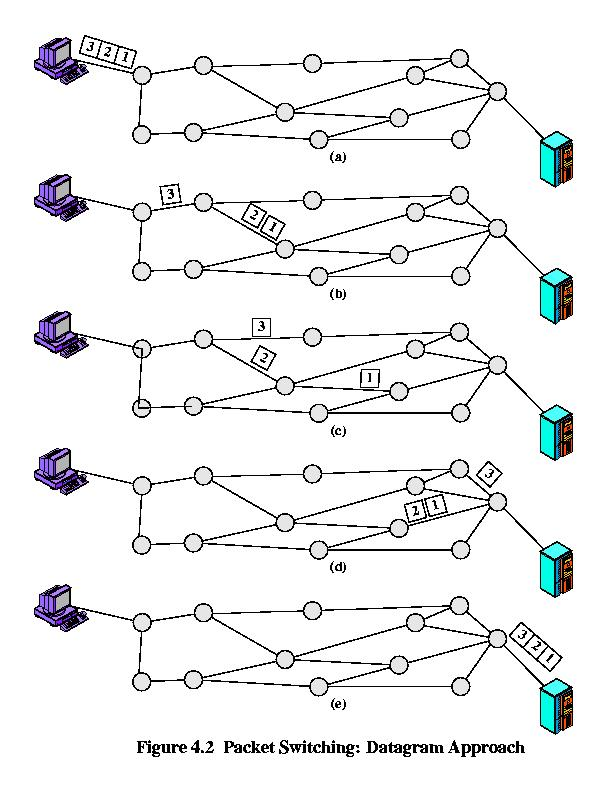 3 2 1
(a)
3
2 1
(b)
3
2
1
(c)
3
2 1
(d)
3 2 1
(e)
Figure 4.2 Packet Switching: Datagram Approach